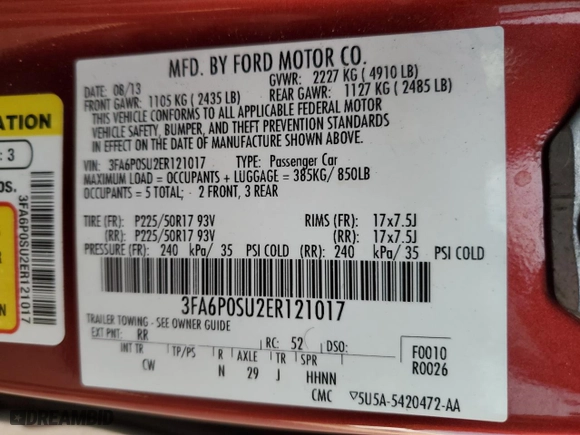 MFD. BY FORD MOTOR CO.
DATE: 08/13
GVWR: 2227 KG ( 4910 LB)
FRONT GAWR: 1105 KG ( 2435 LB)
REAR GAWR: 1127 KG ( 2485 LB)
THIS VEHICLE CONFORMS TO ALL APPLICABLE FEDERAL MOTOR
VEHICLE SAFETY, BUMPER, AND THEFT PREVENTION STANDARDS
IN EFFECT ON THE DATE OF MANUFACTURE SHOWN ABOVE.
VIN: 3FA6P0SU2ER121017
TYPE: Passenger Car
MAXIMUM LOAD = OCCUPANTS + LUGGAGE = 385KG/ 850LB
OCCUPANTS = 5 TOTAL; - 2 FRONT, 3 REAR
TIRE (FR): P225/50R17 93V RIMS (FR): 17x7.5J
(RR): P225/50R17 93V (RR): 17x7.5J
PRESSURE (FR): 240 kPa/ 35 PSI COLD (RR): 240 kPa/ 35 PSI COLD
3FA6P0SU2ER121017
TRAILER TOWING - SEE OWNER GUIDE
EXT PNT: RR RC: 52 DSO:
INT TR TP/PS R AXLE TR SPR
CW N 29 J HHNN
F0010
R0026
CMC
5U5A-5420472-AA
ATION
: 3
os.
3FA6P0SU2ER121017
DREAMBID